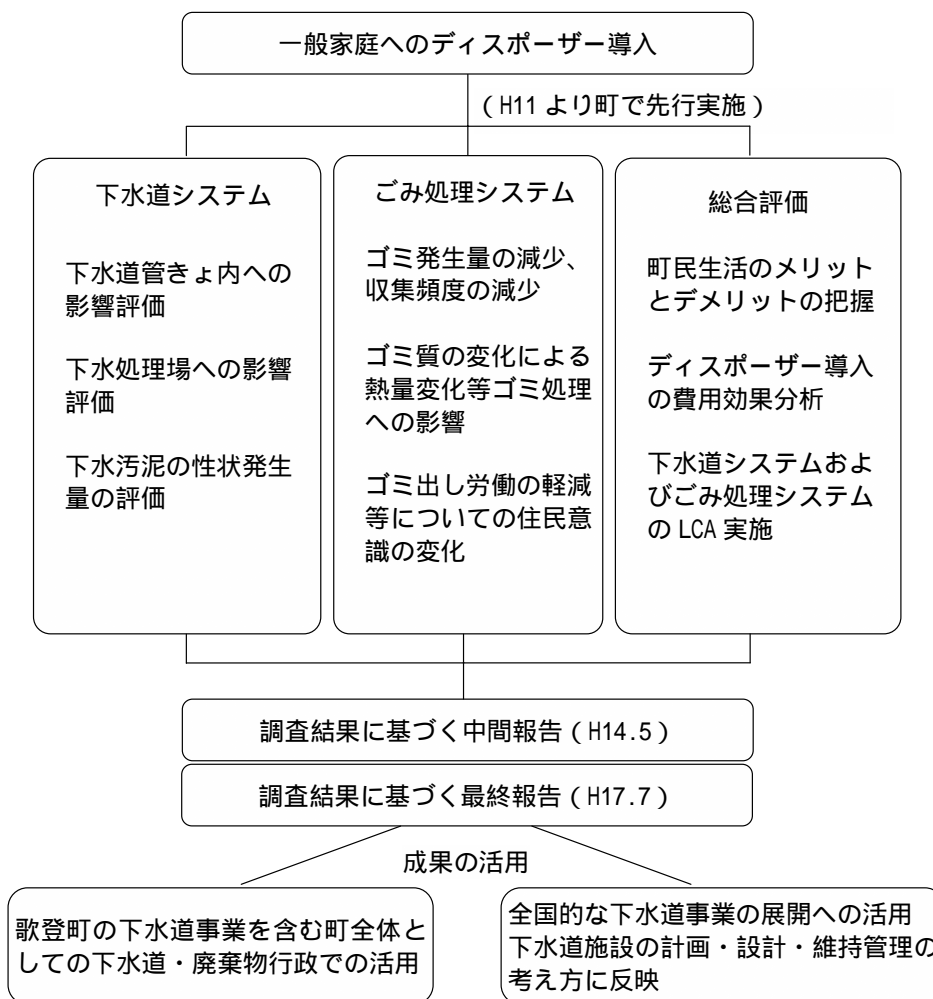 一般家庭へのディスポーザー導入
（H11より町で先行実施）
下水道システム
下水道管きょ内への
影響評価
下水処理場への影響
評価
下水汚泥の性状発生
量の評価
ごみ処理システム
ゴミ発生量の減少、
収集頻度の減少
ゴミ質の変化による
熱量変化等ゴミ処理
への影響
ゴミ出し労働の軽減
等についての住民意
識の変化
総合評価
町民生活のメリット
とデメリットの把握
ディスポーザー導入
の費用効果分析
下水道システムおよ
びごみ処理システム
のLCA実施
調査結果に基づく中間報告（H14.5）
調査結果に基づく最終報告（H17.7）
成果の活用
歌登町の下水道事業を含む町全体と
しての下水道・廃棄物行政での活用
全国的な下水道事業の展開への活用
下水道施設の計画・設計・維持管理の
考え方に反映